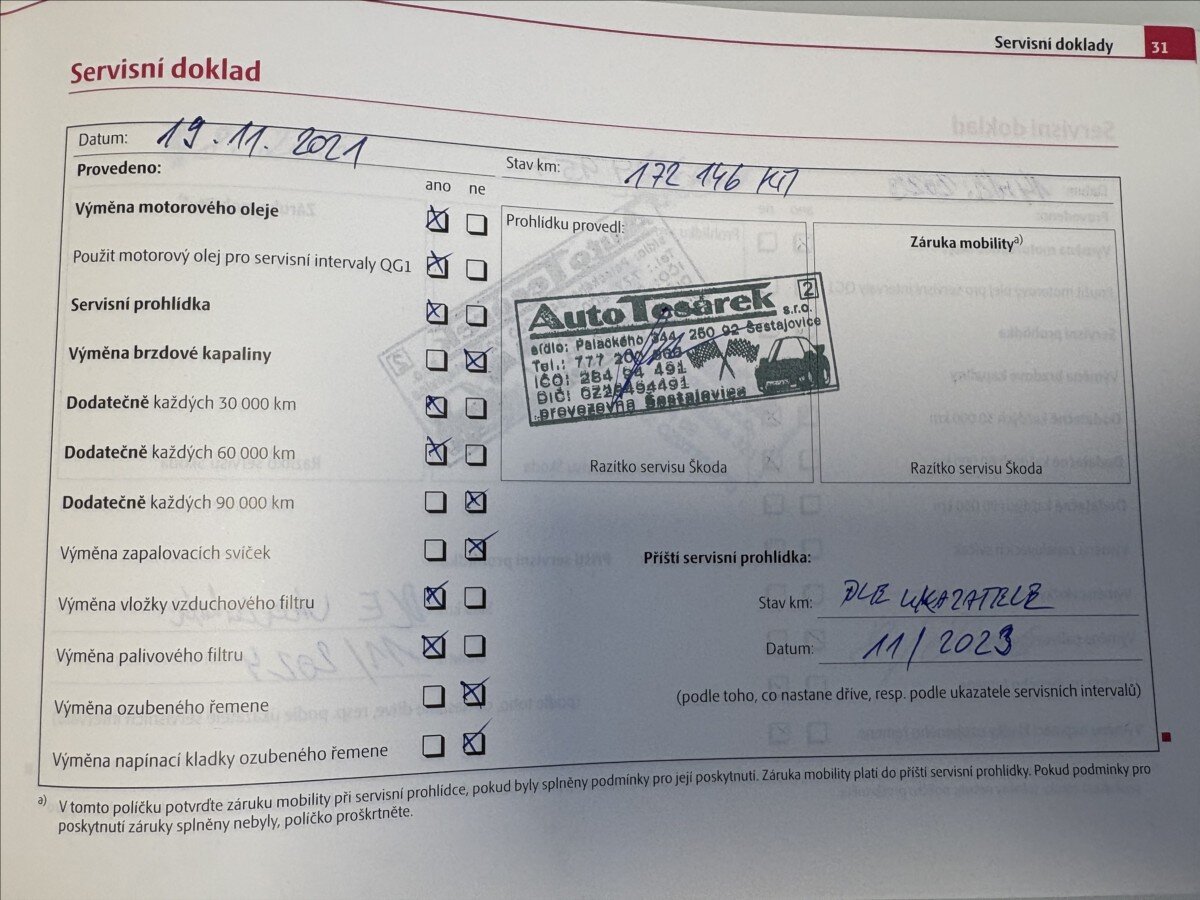 Servisní doklady 31
Servisní doklad
Datum: 19.11.2021
Stav km: 172 146 KM
Provedeno:
ano ne
Výměna motorového oleje
Použit motorový olej pro servisní intervaly QG1
Servisní prohlídka
Výměna brzdové kapaliny
Dodatečně každých 30 000 km
Dodatečně každých 60 000 km
Dodatečně každých 90 000 km
Výměna zapalovacích svíček
Výměna vložky vzduchového filtru
Výměna palivového filtru
Výměna ozubeného řemene
Výměna napínací kladky ozubeného řemene
Prohlídku provedl:
2
Auto Tosárek s.r.o.
sídlo: Palackého 344, 250 92 Šestajovice
Tel.: 777 200
IČO: 284 94 491
DIČ: CZ28494491
provozovna Šestajovice
Razítko servisu Škoda
Záruka mobility a)
Razítko servisu Škoda
Příští servisní prohlídka:
Stav km: DLE UKAZATELE
Datum: 11/2023
(podle toho, co nastane dříve, resp. podle ukazatele servisních intervalů)
a) V tomto políčku potvrďte záruku mobility při servisní prohlídce, pokud byly splněny podmínky pro její poskytnutí. Záruka mobility platí do příští servisní prohlídky. Pokud podmínky pro
poskytnutí záruky splněny nebyly, políčko proškrtněte.